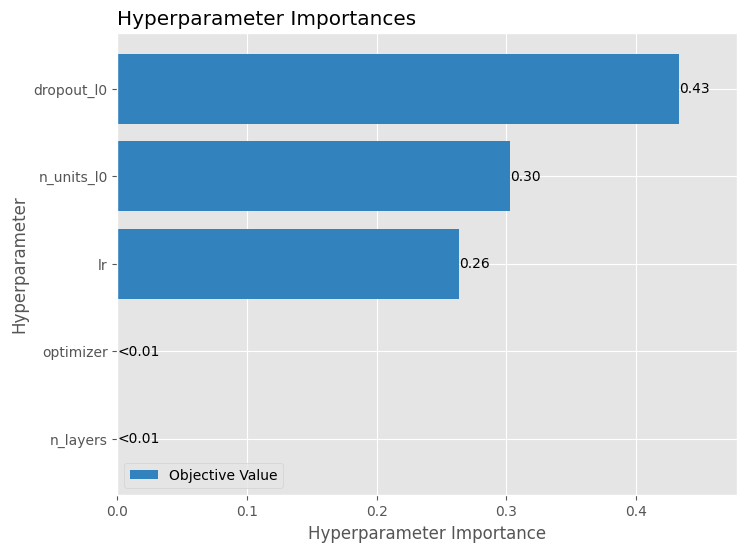 Hyperparameter Importances
Hyperparameter
dropout_l0
0.43
n_units_l0
0.30
lr
0.26
optimizer
<0.01
n_layers
<0.01
Objective Value
0.0
0.1
0.2
0.3
0.4
Hyperparameter Importance